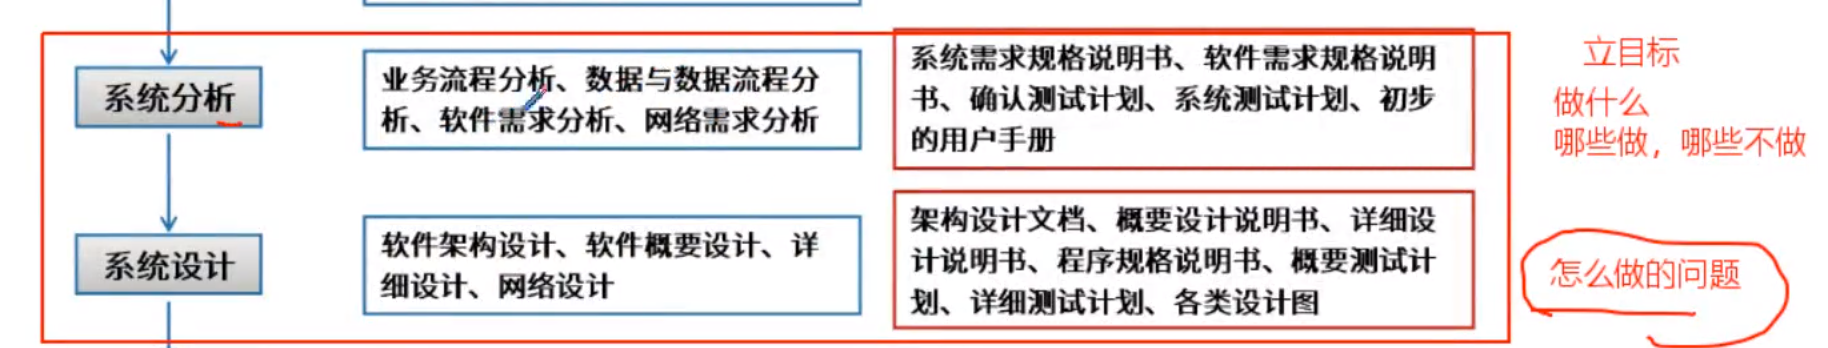 系统分析
业务流程分析、数据与数据流程分
析、软件需求分析、网络需求分析
系统需求规格说明书、软件需求规格说明
书、确认测试计划、系统测试计划、初步
的用户手册
立目标
做什么
哪些做，哪些不做
系统设计
软件架构设计、软件概要设计、详
细设计、网络设计
架构设计文档、概要设计说明书、详细设
计说明书、程序规格说明书、概要测试计
划、详细测试计划、各类设计图
怎么做的问题